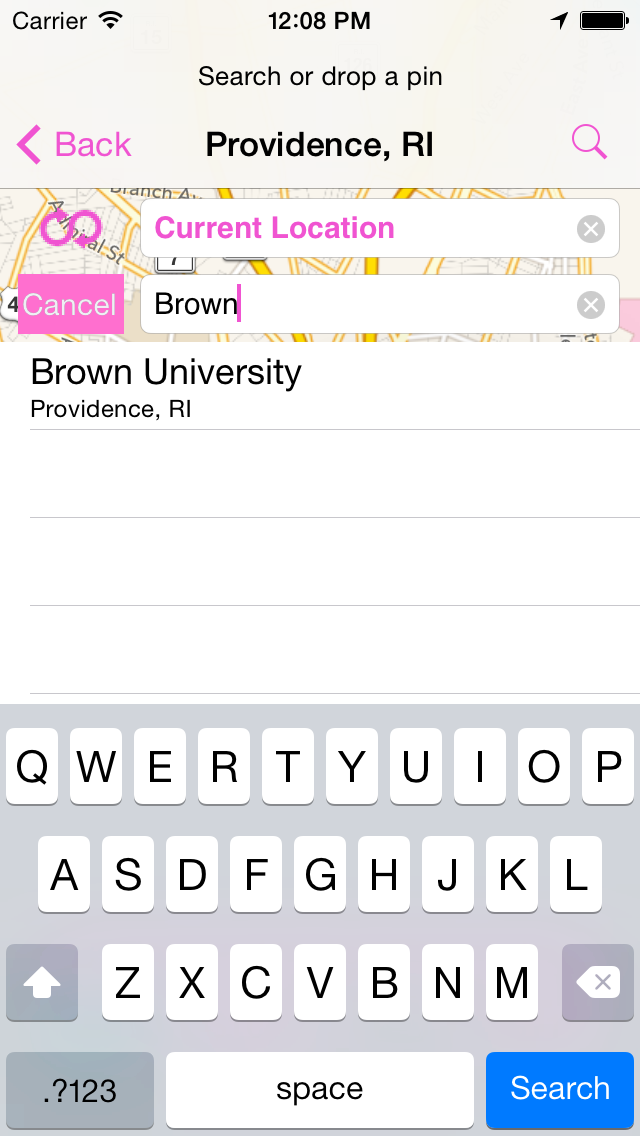 Carrier 12:08 PM
Search or drop a pin
Back Providence, RI
Branch Av
Admiral St
Current Location
7
4
Cancel Brown
Brown University
Providence, RI
Q W E R T Y U I O P
A S D F G H J K L
Z X C V B N M
.?123 space Search